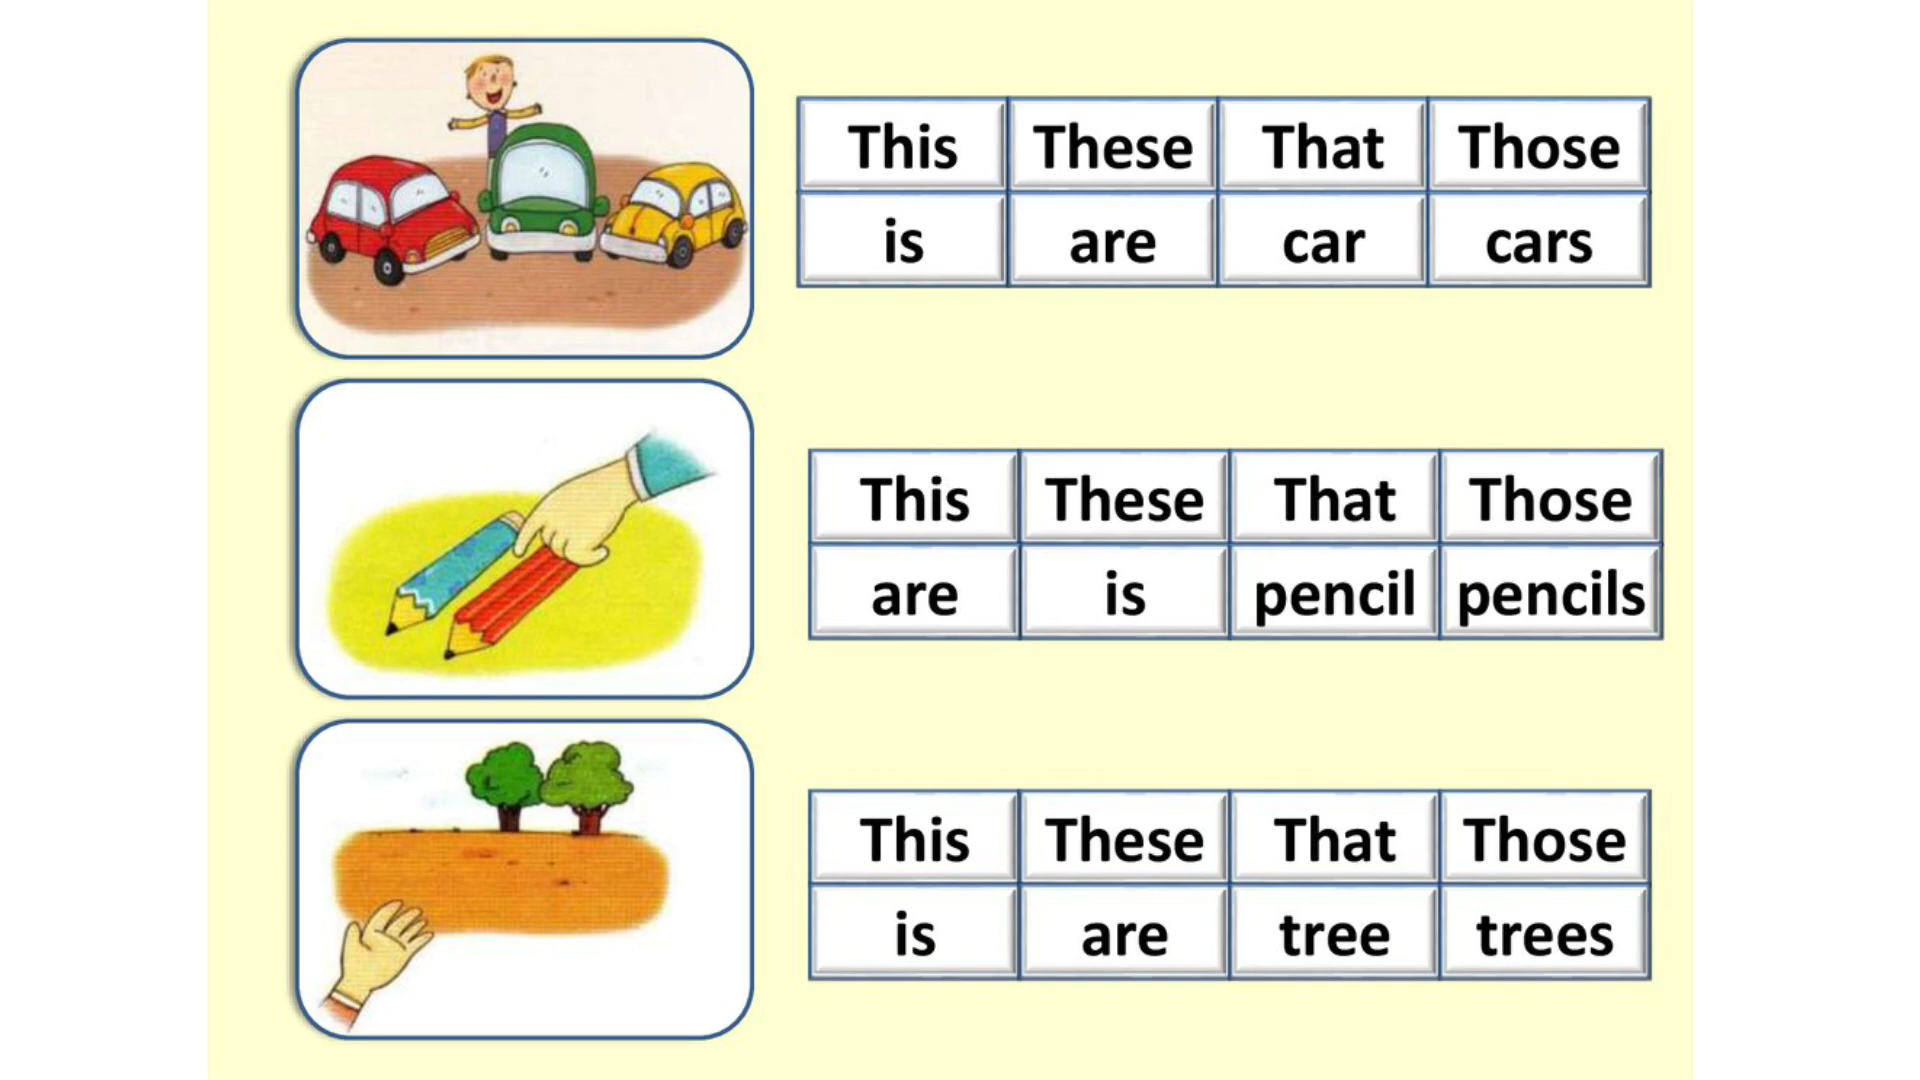 This These That Those
is are car cars
This These That Those
are is pencil pencils
This These That Those
is are tree trees